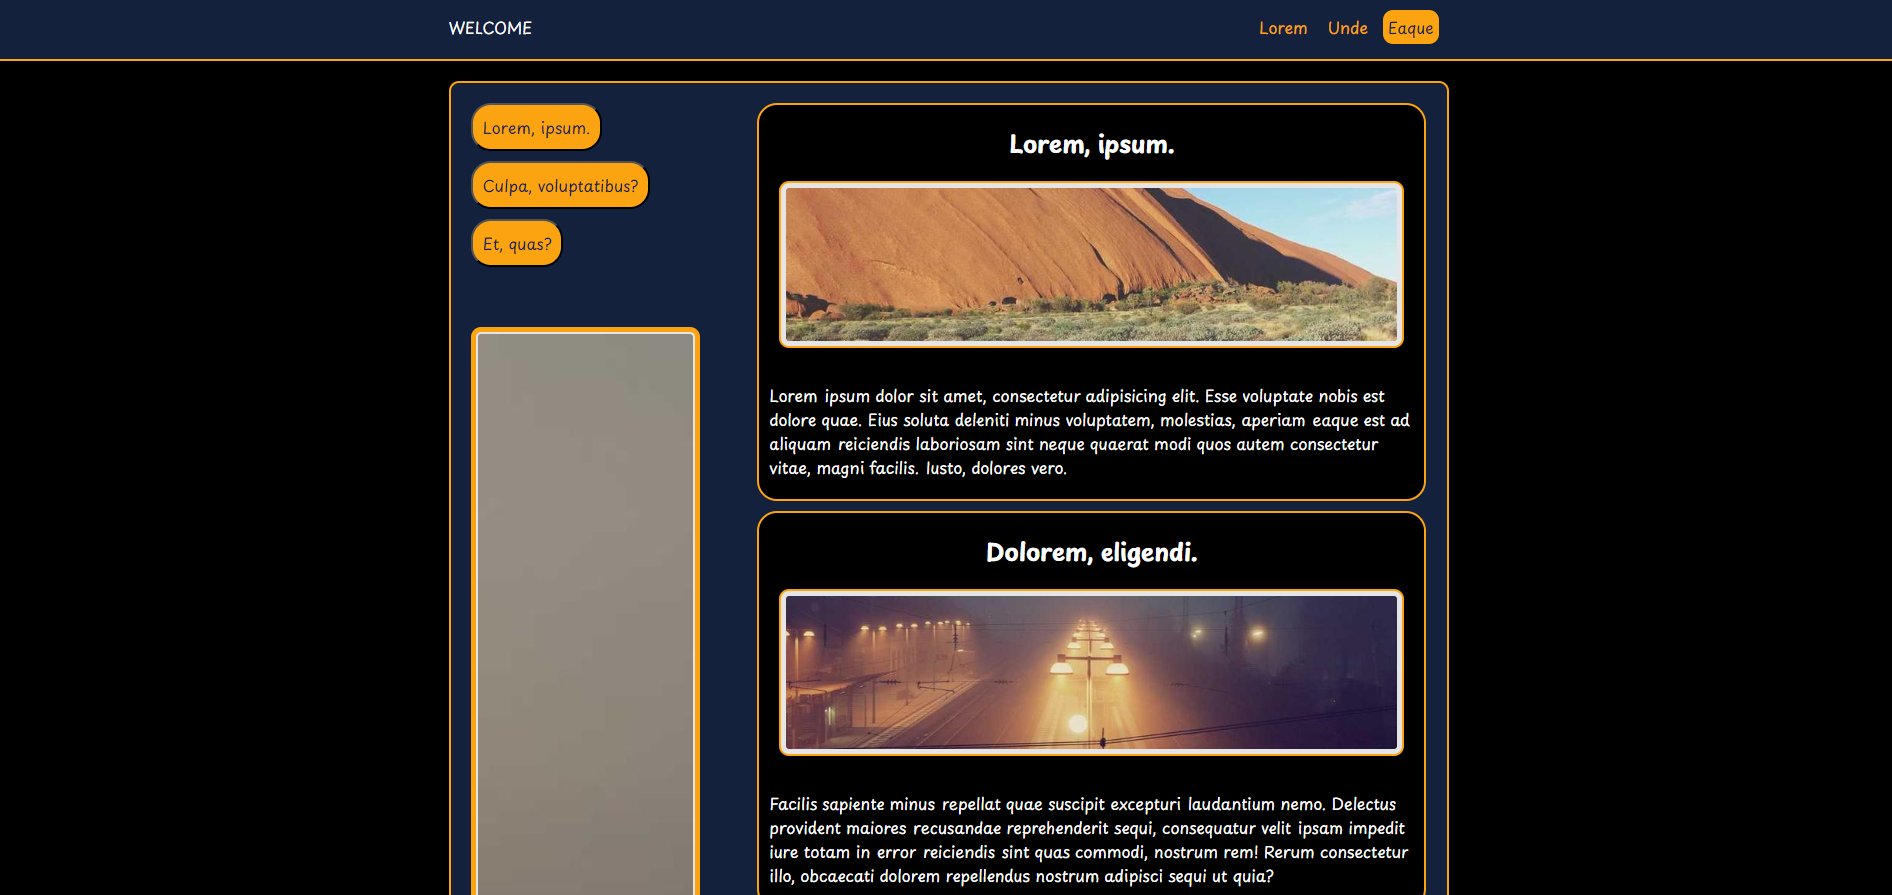 WELCOME
Lorem Unde Eaque
Lorem, ipsum.
Culpa, voluptatibus?
Et, quas?
Lorem, ipsum.
Lorem ipsum dolor sit amet, consectetur adipisicing elit. Esse voluptate nobis est
dolore quae. Eius soluta deleniti minus voluptatem, molestias, aperiam eaque est ad
aliquam reiciendis laboriosam sint neque quaerat modi quos autem consectetur
vitae, magni facilis. Iusto, dolores vero.
Dolorem, eligendi.
Facilis sapiente minus repellat quae suscipit excepturi laudantium nemo. Delectus
provident maiores recusandae reprehenderit sequi, consequatur velit ipsam impedit
iure totam in error reiciendis sint quas commodi, nostrum rem! Rerum consectetur
illo, obcaecati dolorem repellendus nostrum adipisci sequi ut quia?